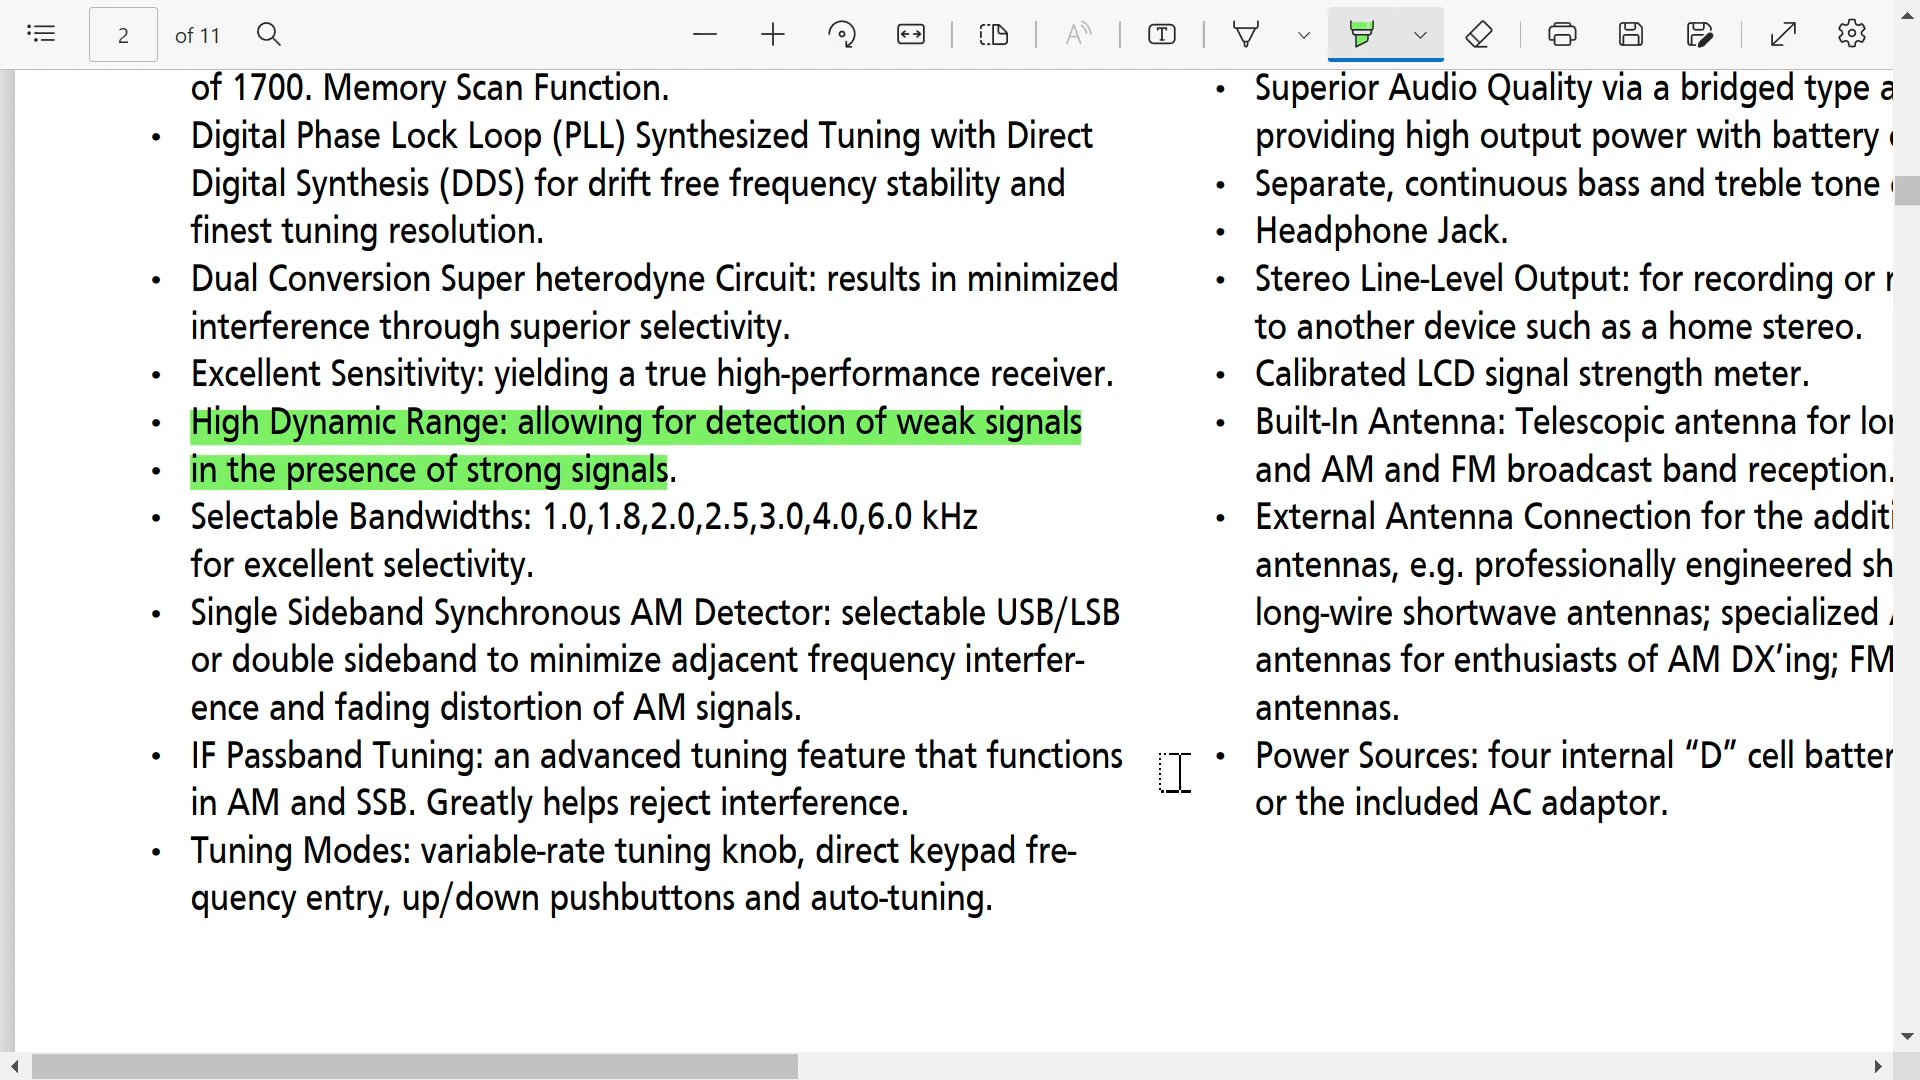 2 of 11
of 1700. Memory Scan Function.
• Digital Phase Lock Loop (PLL) Synthesized Tuning with Direct
Digital Synthesis (DDS) for drift free frequency stability and
finest tuning resolution.
• Dual Conversion Super heterodyne Circuit: results in minimized
interference through superior selectivity.
• Excellent Sensitivity: yielding a true high-performance receiver.
• High Dynamic Range: allowing for detection of weak signals
• in the presence of strong signals.
• Selectable Bandwidths: 1.0,1.8,2.0,2.5,3.0,4.0,6.0 kHz
for excellent selectivity.
• Single Sideband Synchronous AM Detector: selectable USB/LSB
or double sideband to minimize adjacent frequency interfer-
ence and fading distortion of AM signals.
• IF Passband Tuning: an advanced tuning feature that functions
in AM and SSB. Greatly helps reject interference.
• Tuning Modes: variable-rate tuning knob, direct keypad fre-
quency entry, up/down pushbuttons and auto-tuning.
• Superior Audio Quality via a bridged type
providing high output power with battery
• Separate, continuous bass and treble tone
• Headphone Jack.
• Stereo Line-Level Output: for recording or
to another device such as a home stereo.
• Calibrated LCD signal strength meter.
• Built-In Antenna: Telescopic antenna for
and AM and FM broadcast band reception.
• External Antenna Connection for the
antennas, e.g. professionally engineered
long-wire shortwave antennas; specialized
antennas for enthusiasts of AM DX’ing; FM
antennas.
• Power Sources: four internal “D” cell
or the included AC adaptor.